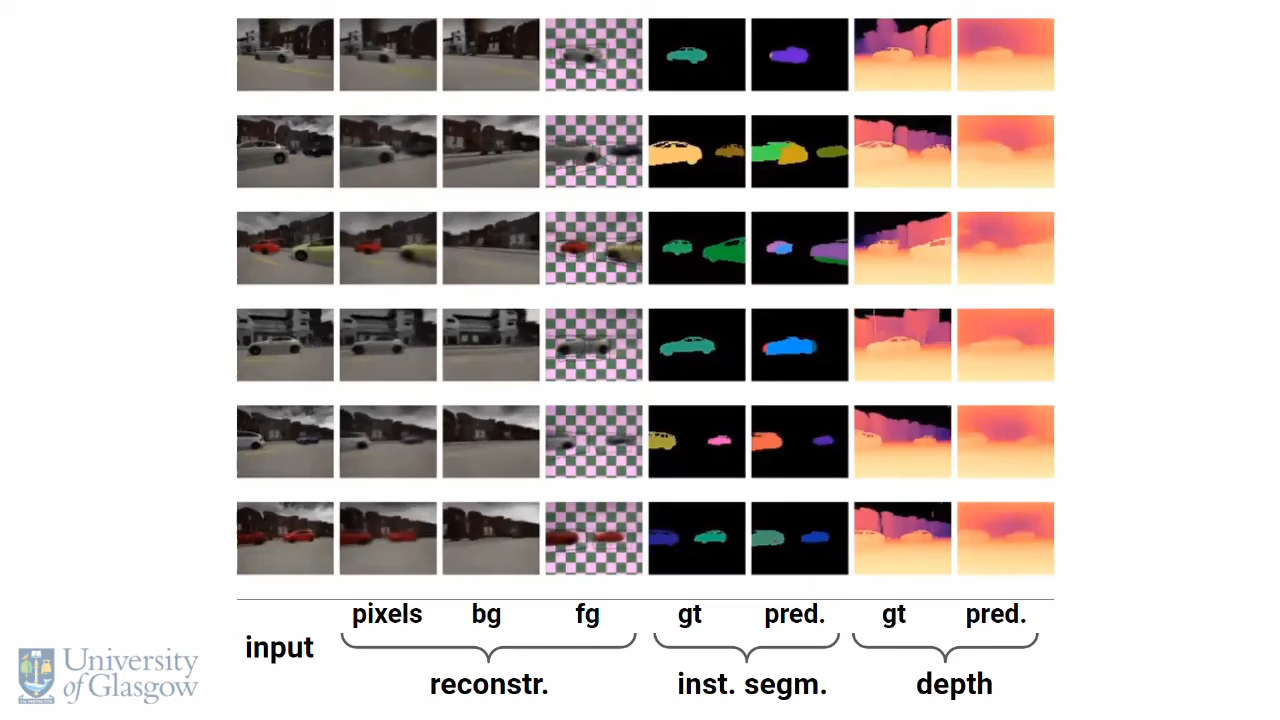 pixels bg fg gt pred. gt pred.
input
reconstr. inst. segm. depth
University
of Glasgow